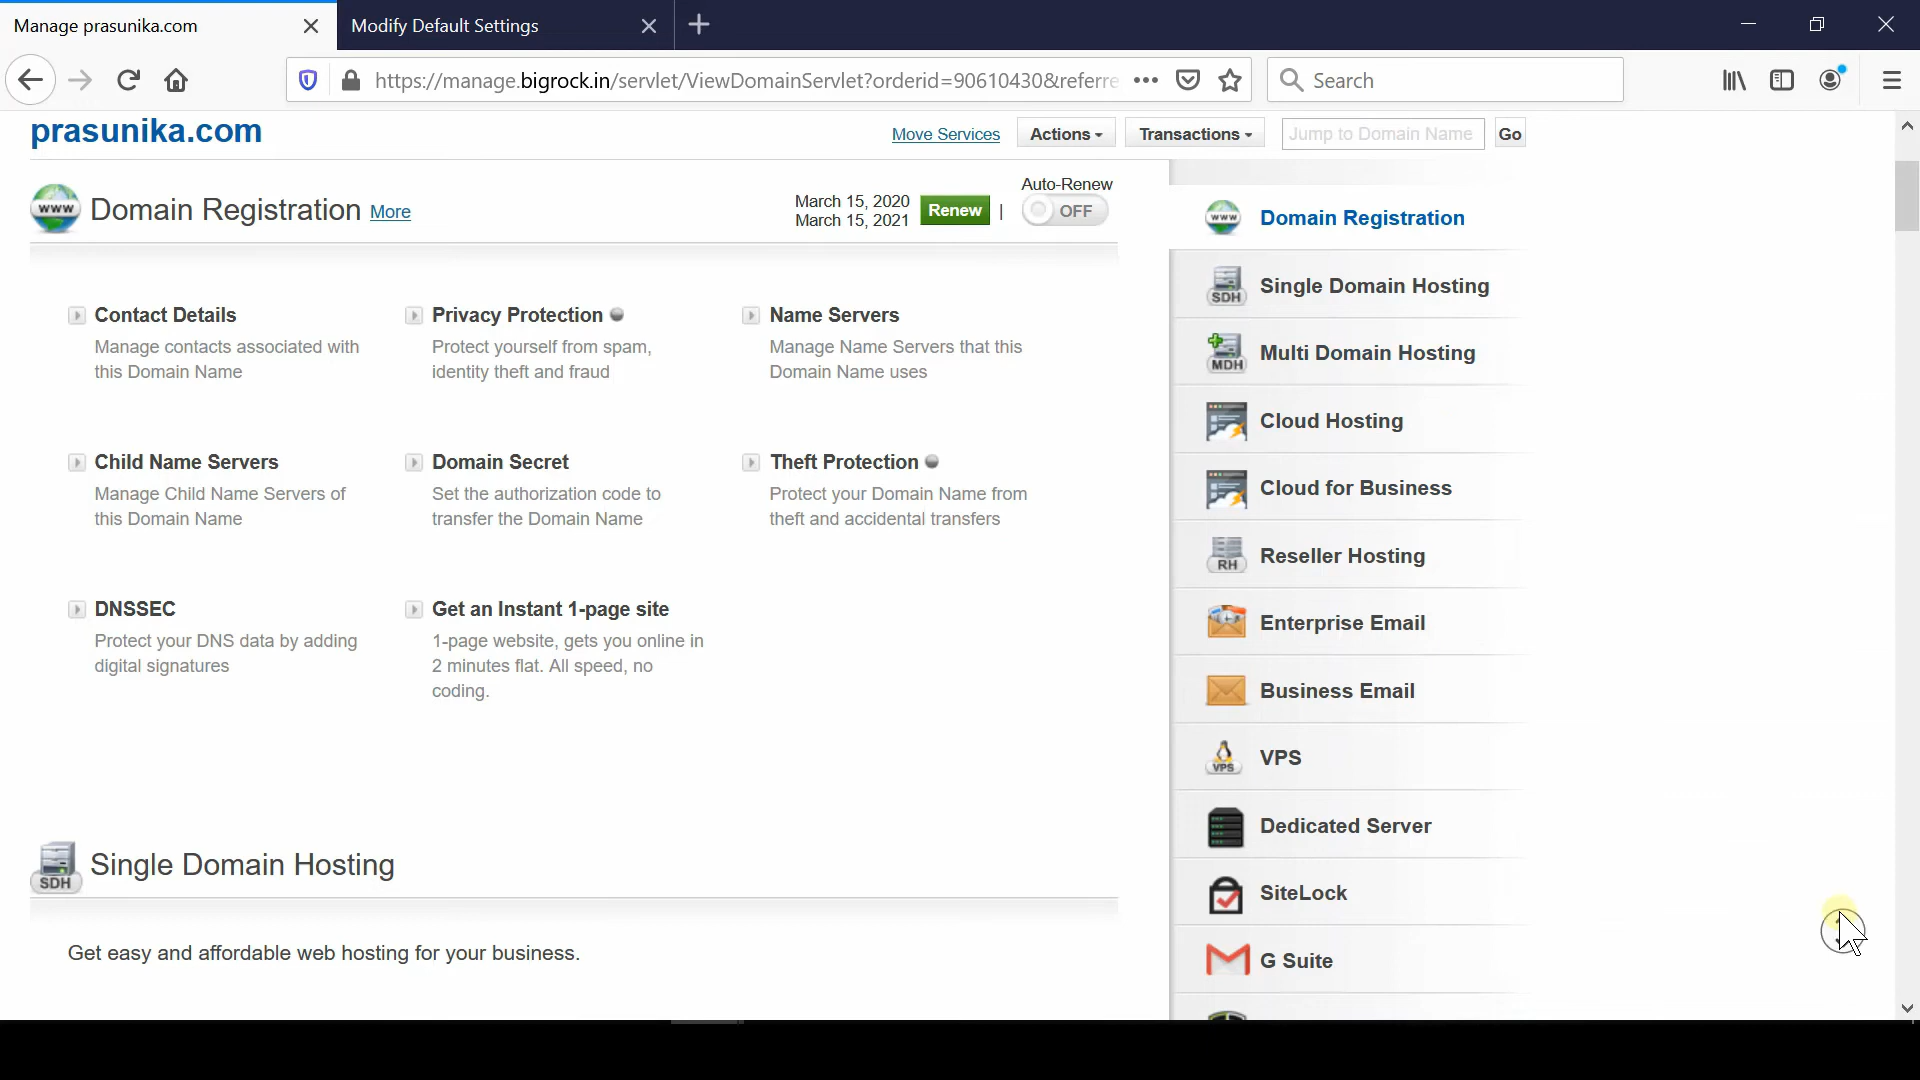 Manage prasunika.com
Modify Default Settings
https://manage.bigrock.in/servlet/ViewDomainServlet?orderid=90610430&referre
Search
prasunika.com
Move Services
Actions
Transactions
Jump to Domain Name
Go
Domain Registration More
March 15, 2020
March 15, 2021
Renew
|
Auto-Renew
OFF
Contact Details
Manage contacts associated with
this Domain Name
Privacy Protection
Protect yourself from spam,
identity theft and fraud
Name Servers
Manage Name Servers that this
Domain Name uses
Child Name Servers
Manage Child Name Servers of
this Domain Name
Domain Secret
Set the authorization code to
transfer the Domain Name
Theft Protection
Protect your Domain Name from
theft and accidental transfers
DNSSEC
Protect your DNS data by adding
digital signatures
Get an Instant 1-page site
1-page website, gets you online in
2 minutes flat. All speed, no
coding.
SDH
Single Domain Hosting
Get easy and affordable web hosting for your business.
www
Domain Registration
SDH
Single Domain Hosting
MDH
Multi Domain Hosting
Cloud Hosting
Cloud for Business
RH
Reseller Hosting
Enterprise Email
Business Email
VPS
VPS
Dedicated Server
SiteLock
G Suite
www